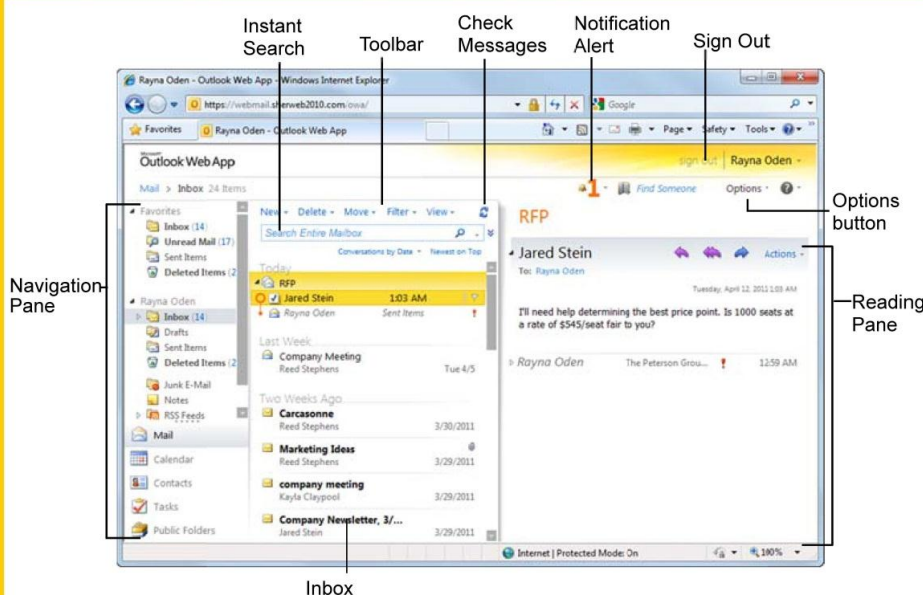 Instant Search
Toolbar
Check Messages
Notification Alert
Sign Out
Rayna Oden - Outlook Web App - Windows Internet Explorer
https://webmail.sherweb2010.com/owa/
Google
Favorites
Rayna Oden - Outlook Web App
Page
Safety
Tools
Microsoft
Outlook Web App
sign out
Rayna Oden
Mail > Inbox 24 Items
1
Find Someone
Options
Options button
Navigation Pane
Favorites
Inbox (14)
Unread Mail (17)
Sent Items
Deleted Items (2
Rayna Oden
Inbox (14)
Drafts
Sent Items
Deleted Items (2
Junk E-Mail
Notes
RSS Feeds
Mail
Calendar
Contacts
Tasks
Public Folders
New Delete Move Filter View
Search Entire Mailbox
Conversations by Date Newest on Top
Today
RFP
Jared Stein 1:03 AM
Rayna Oden Sent Items
Last Week
Company Meeting
Reed Stephens Tue 4/5
Two Weeks Ago
Carcasonne
Reed Stephens 3/30/2011
Marketing Ideas
Reed Stephens 3/29/2011
company meeting
Kayla Claypool 3/29/2011
Company Newsletter, 3/...
Jared Stein 3/29/2011
RFP
Jared Stein
Actions
To: Rayna Oden
Tuesday, April 12, 2011 1:03 AM
I'll need help determining the best price point. Is 1000 seats at
a rate of $545/seat fair to you?
Rayna Oden The Peterson Grou... 12:59 AM
Reading Pane
Internet | Protected Mode: On
100%
Inbox